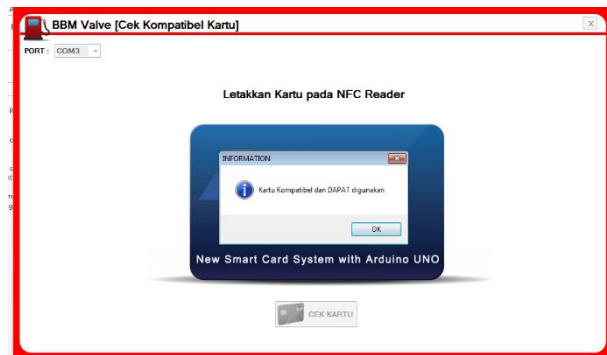 BBM Valve [Cek Kompatibel Kartu]
x
PORT : COM3
Letakkan Kartu pada NFC Reader
INFORMATION
Kartu Kompatibel dan DAPAT digunakan
OK
New Smart Card System with Arduino UNO
CEK KARTU